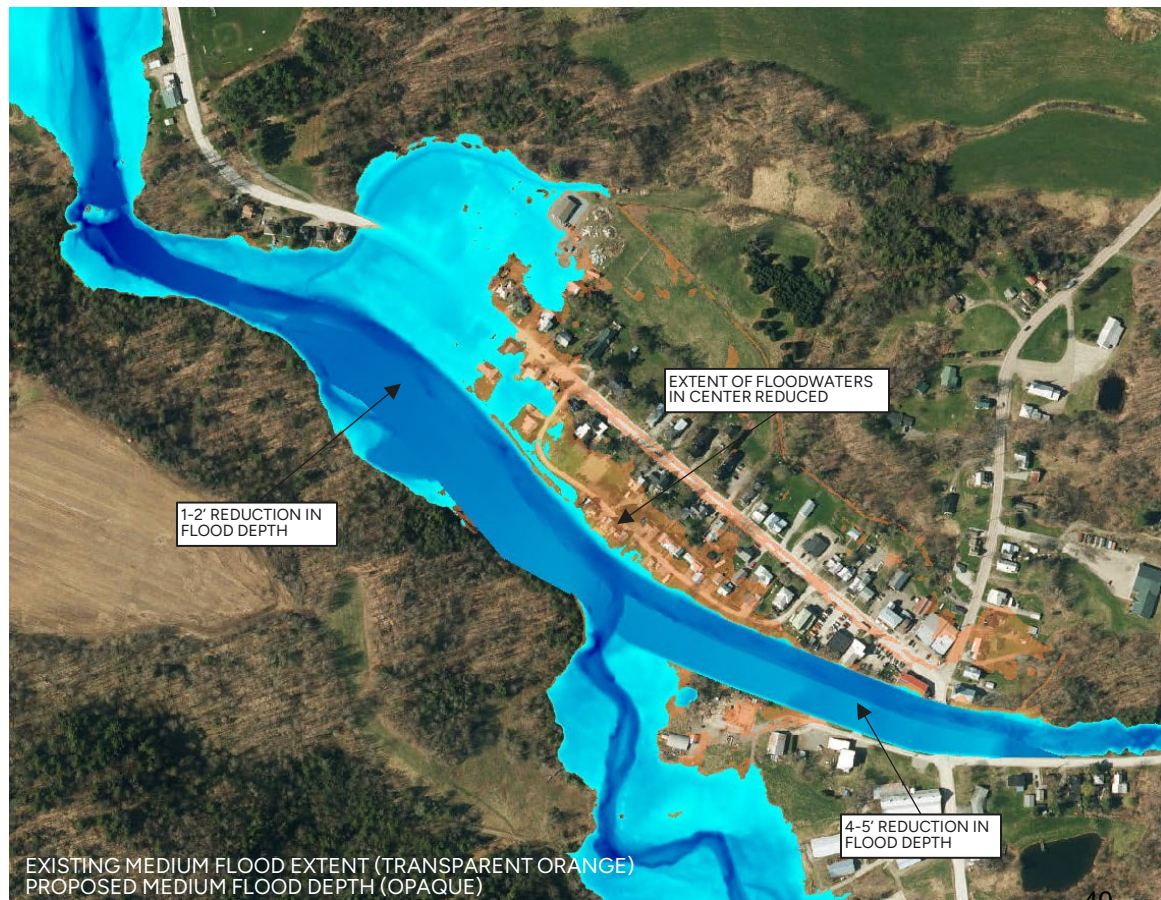 EXTENT OF FLOODWATERS
IN CENTER REDUCED
1-2' REDUCTION IN
FLOOD DEPTH
4-5' REDUCTION IN
FLOOD DEPTH
EXISTING MEDIUM FLOOD EXTENT (TRANSPARENT ORANGE)
PROPOSED MEDIUM FLOOD DEPTH (OPAQUE)